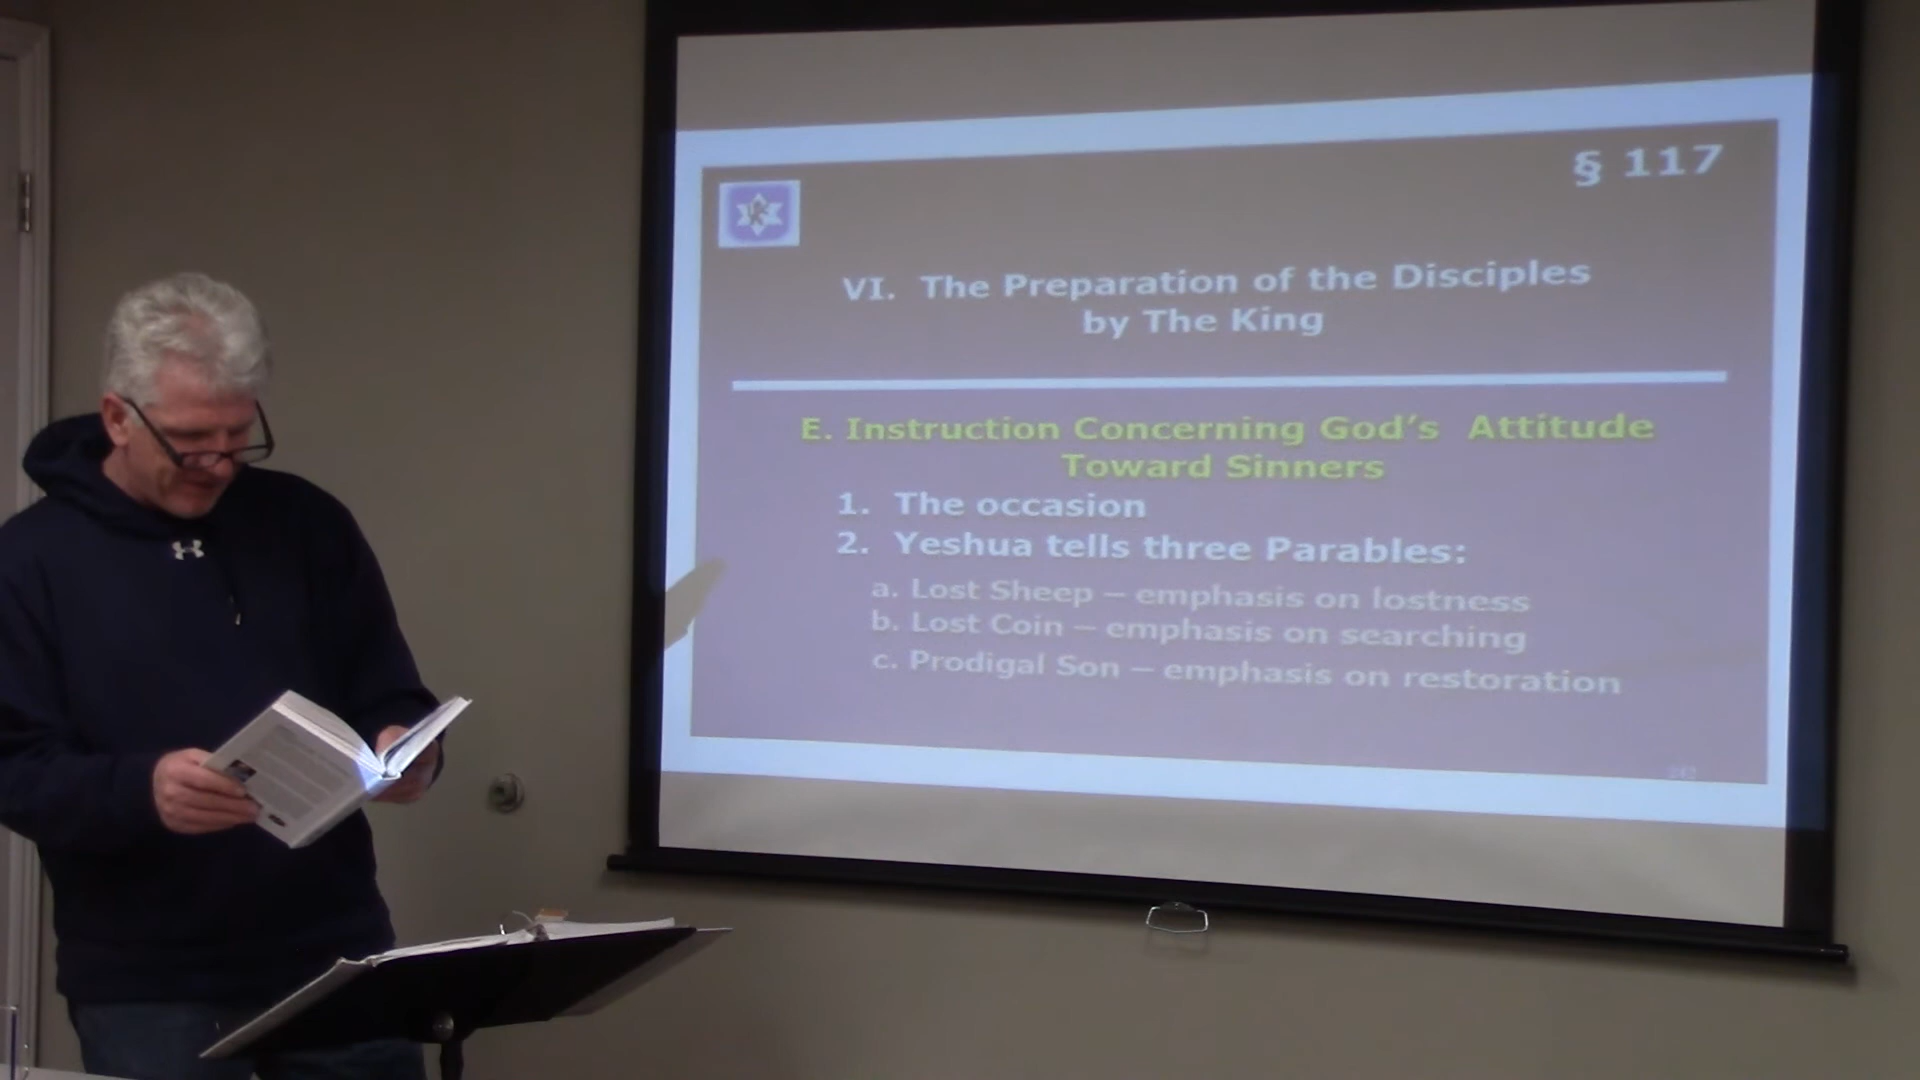 § 117
VI. The Preparation of the Disciples
by The King
E. Instruction Concerning God's Attitude
Toward Sinners
1. The occasion
2. Yeshua tells three Parables:
a. Lost Sheep – emphasis on lostness
b. Lost Coin – emphasis on searching
c. Prodigal Son – emphasis on restoration